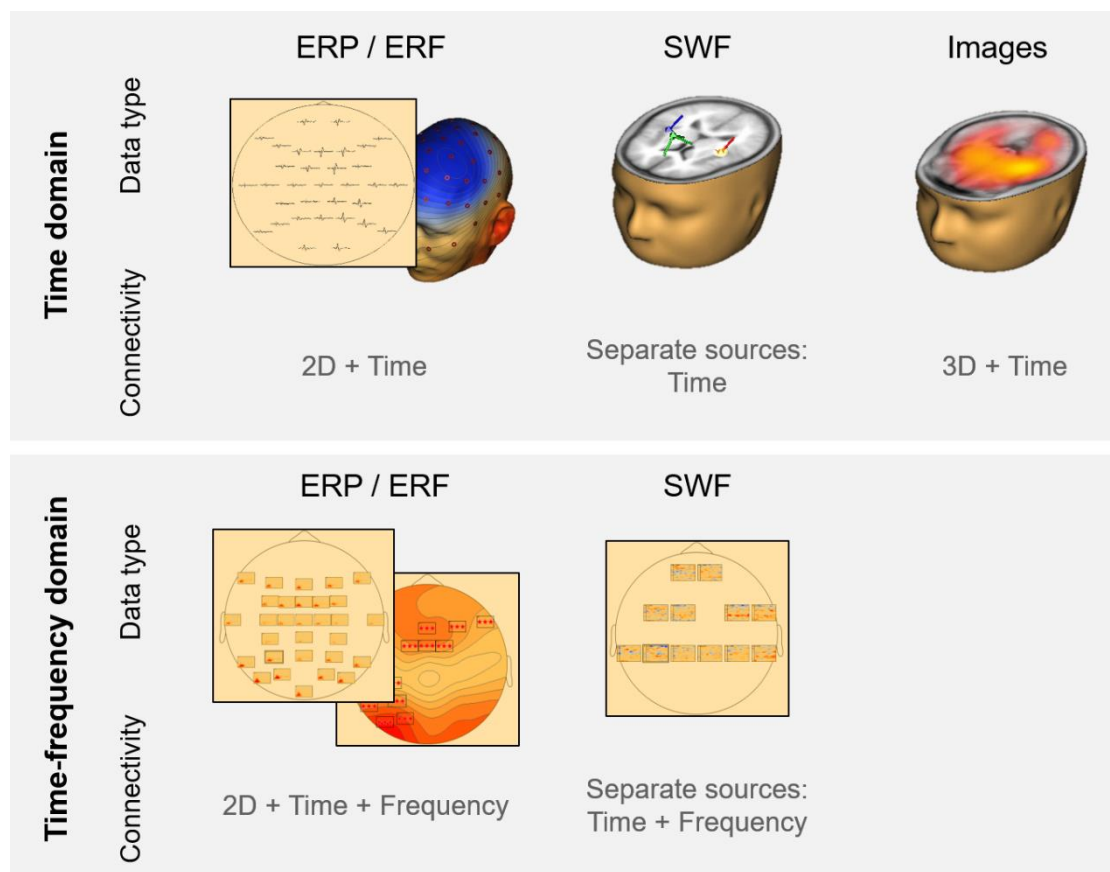 Time domain
Data type
Connectivity
ERP / ERF
SWF
Images
2D + Time
Separate sources:
Time
3D + Time
Time-frequency domain
Data type
Connectivity
ERP / ERF
SWF
2D + Time + Frequency
Separate sources:
Time + Frequency